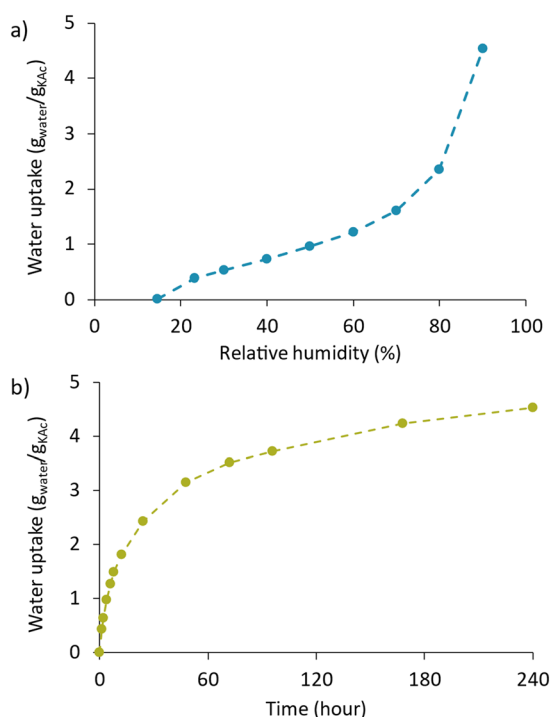 a)
Water uptake (gwater/gKAc)
5
4
3
2
1
0
0 20 40 60 80 100
Relative humidity (%)
b)
Water uptake (gwater/gKAc)
5
4
3
2
1
0
0 60 120 180 240
Time (hour)